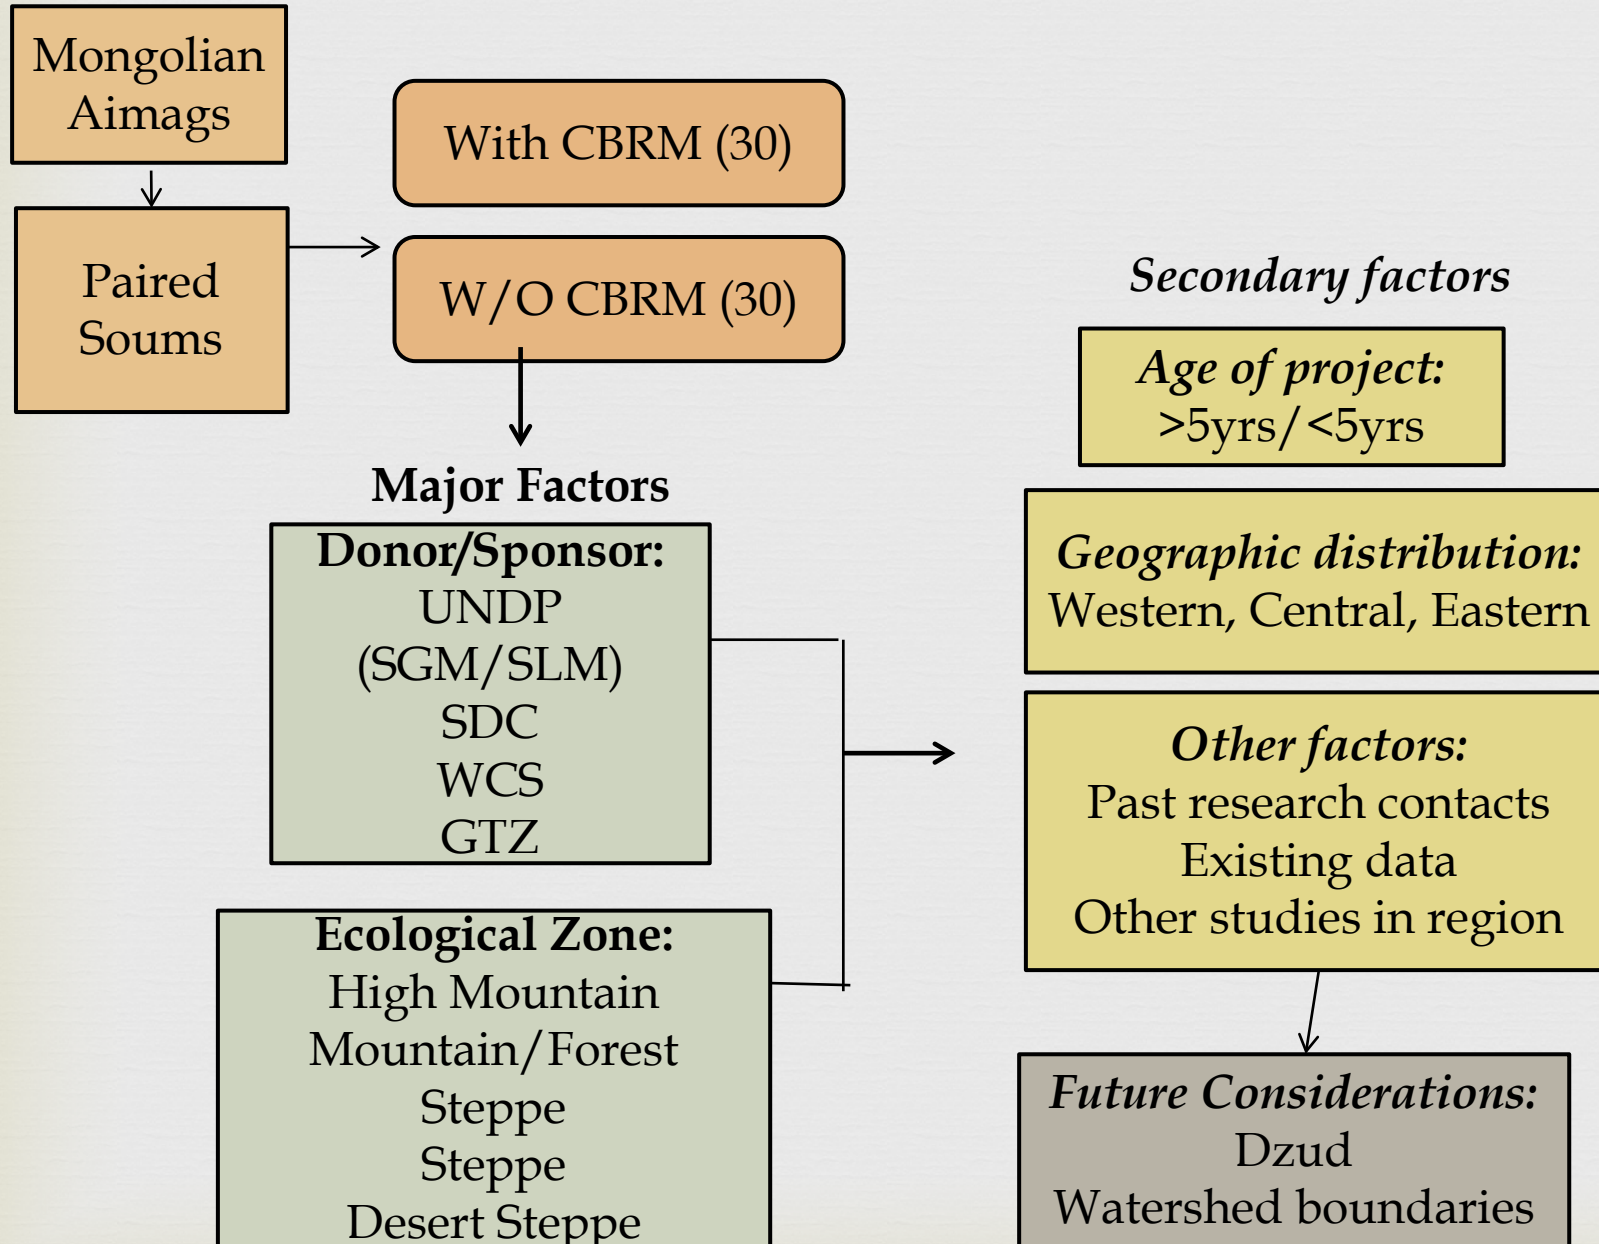 Mongolian
Aimags
Paired
Soums
With CBRM (30)
W/O CBRM (30)
Major Factors
Donor/Sponsor:
UNDP
(SGM/SLM)
SDC
WCS
GTZ
Ecological Zone:
High Mountain
Mountain/Forest
Steppe
Steppe
Desert Steppe
Secondary factors
Age of project:
>5yrs/<5yrs
Geographic distribution:
Western, Central, Eastern
Other factors:
Past research contacts
Existing data
Other studies in region
Future Considerations:
Dzud
Watershed boundaries